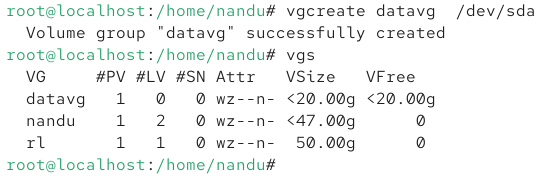 root@localhost:/home/nandu# vgcreate datavg  /dev/sda
  Volume group "datavg" successfully created
root@localhost:/home/nandu# vgs
  VG     #PV #LV #SN Attr   VSize   VFree
  datavg   1   0   0 wz--n- <20.00g <20.00g
  nandu    1   2   0 wz--n- <47.00g      0
  rl       1   1   0 wz--n-  50.00g      0
root@localhost:/home/nandu#